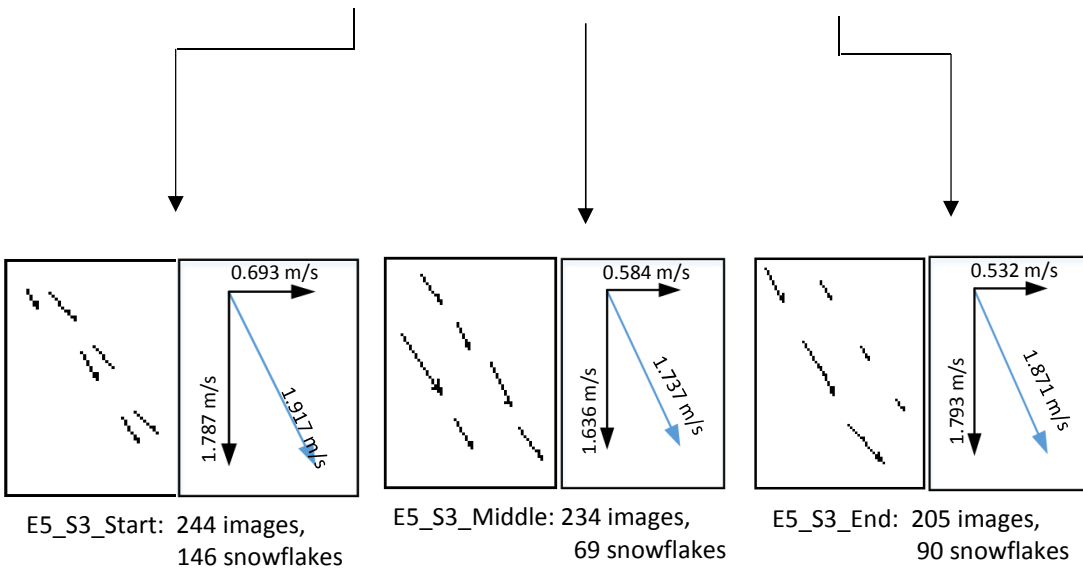 0.693 m/s
1.787 m/s
1.917 m/s
E5_S3_Start: 244 images,
146 snowflakes
0.584 m/s
1.636 m/s
1.737 m/s
E5_S3_Middle: 234 images,
69 snowflakes
0.532 m/s
1.793 m/s
1.871 m/s
E5_S3_End: 205 images,
90 snowflakes